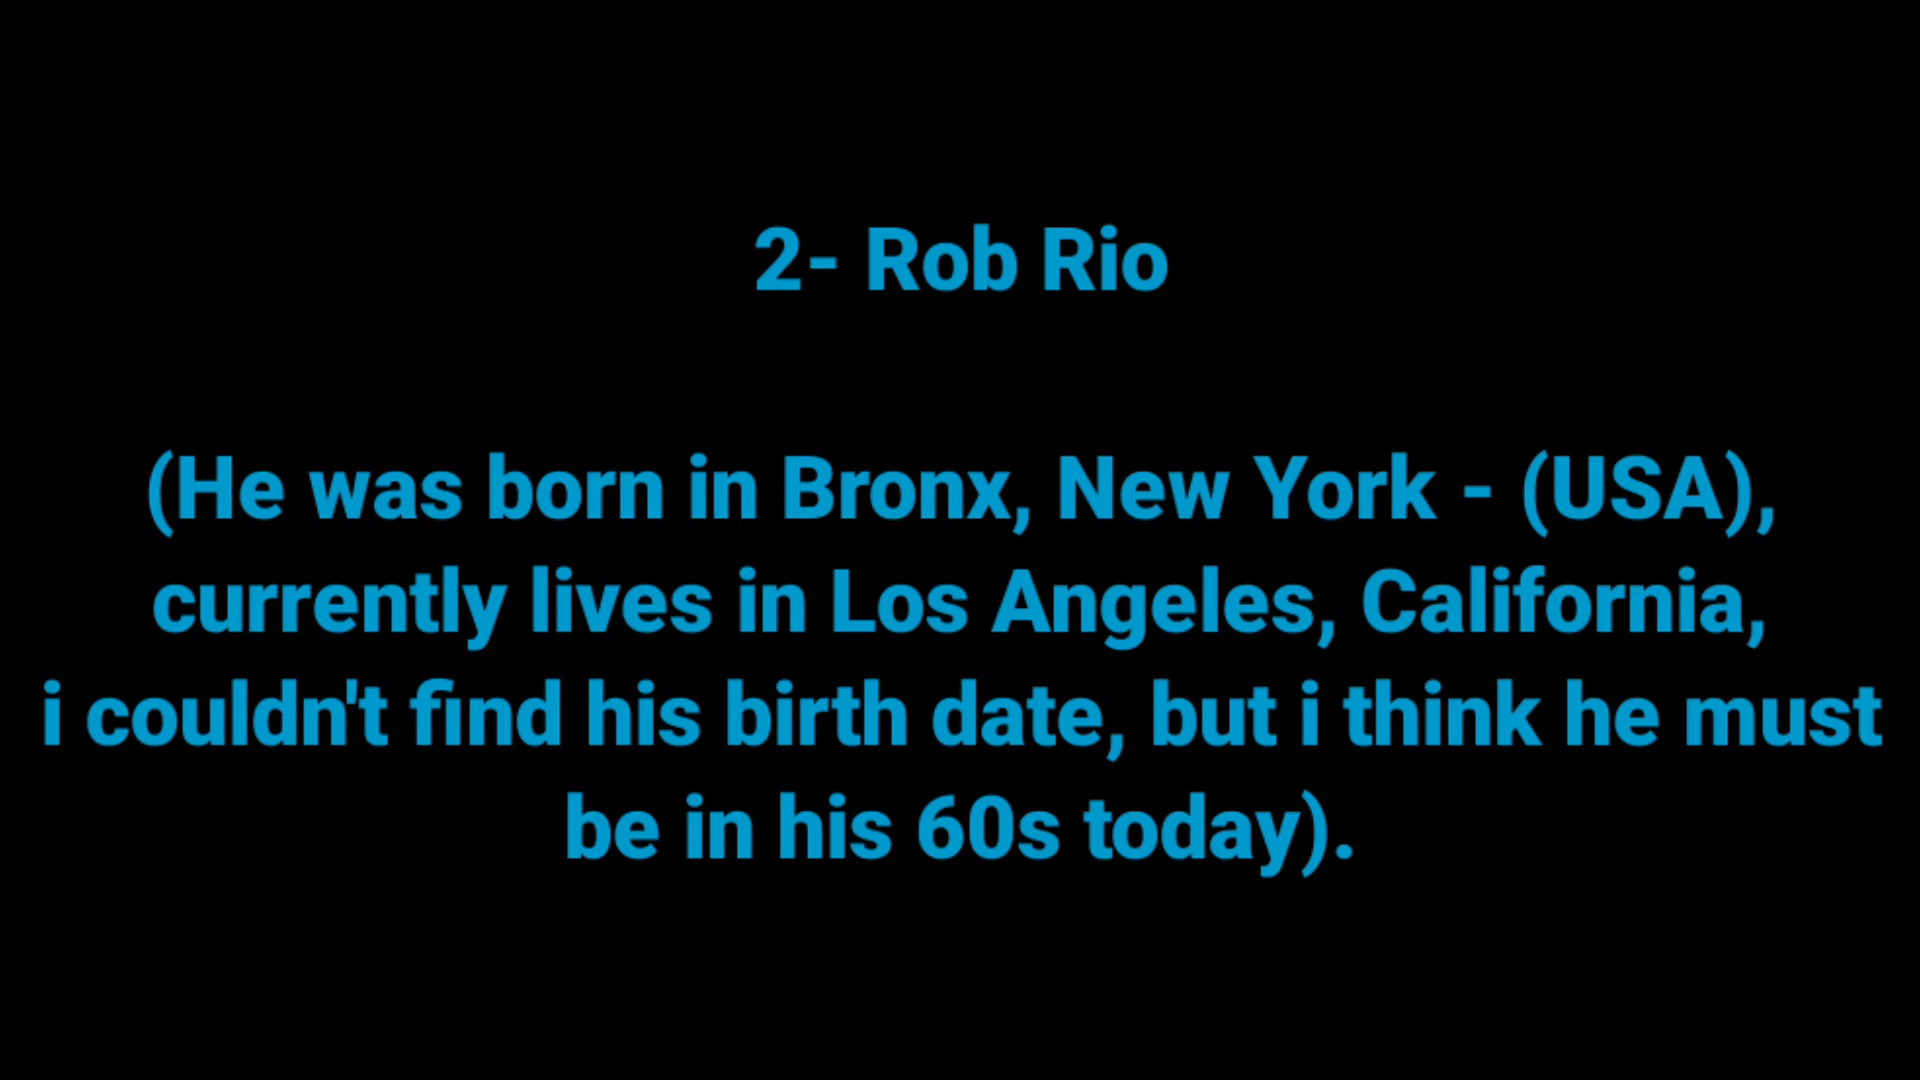 2- Rob Rio
(He was born in Bronx, New York - (USA),
currently lives in Los Angeles, California,
i couldn't find his birth date, but i think he must
be in his 60s today).